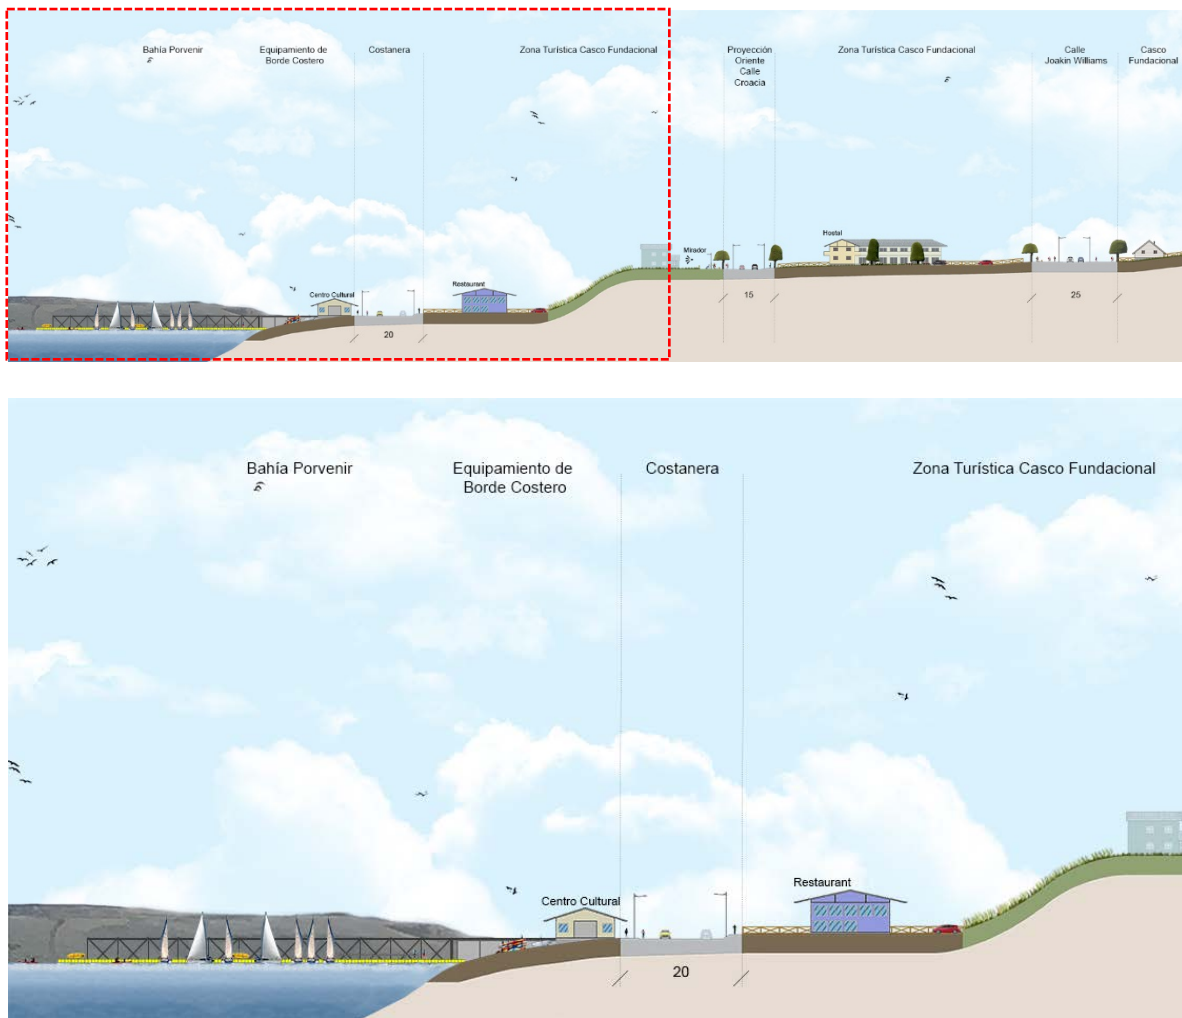 Bahía Porvenir
Equipamiento de
Borde Costero
Costanera
Zona Turística Casco Fundacional
Proyección
Oriente
Calle
Croacia
Zona Turística Casco Fundacional
Calle
Joakin Williams
Casco
Fundacional
Centro Cultural
Restaurant
Mirador
Hostal
20
15
25
Bahía Porvenir
Equipamiento de
Borde Costero
Costanera
Zona Turística Casco Fundacional
Centro Cultural
Restaurant
20